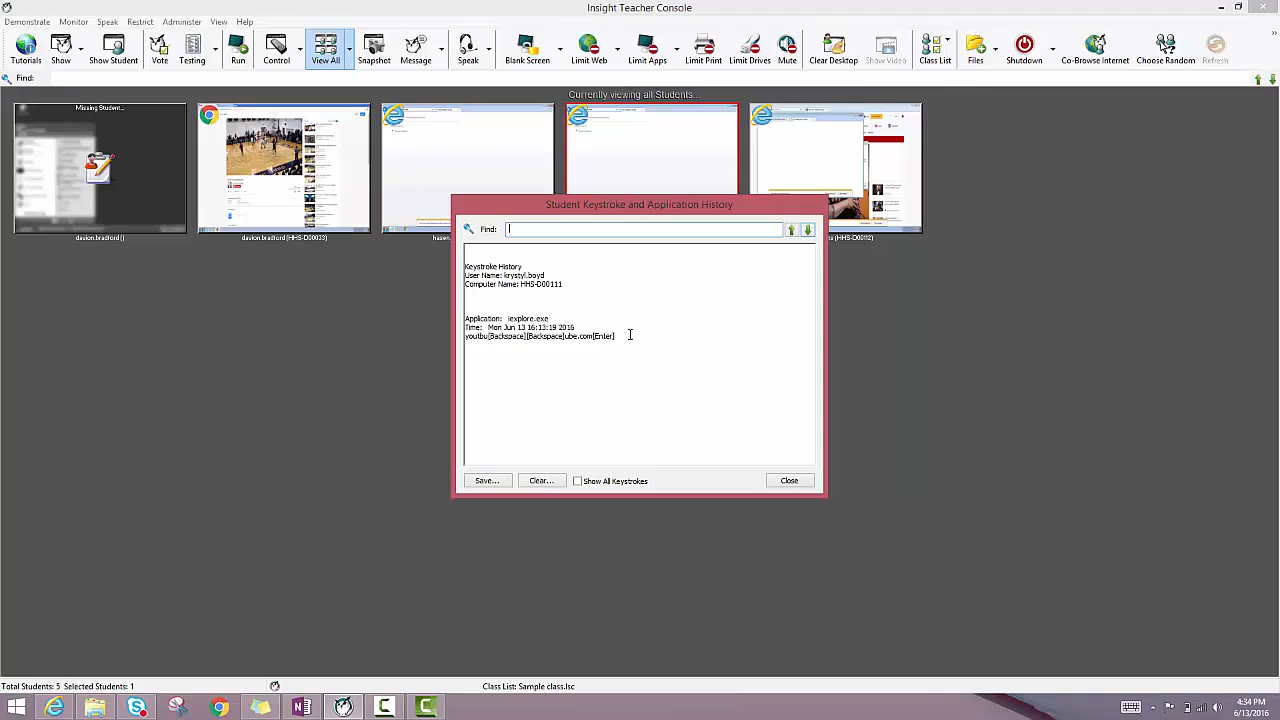 Insight Teacher Console
Demonstrate Monitor Speak Restrict Administer View Help
Tutorials Show Show Student Vote Testing Run Control View All Snapshot Message Speak Blank Screen Limit Web Limit Apps Limit Print Limit Drives Mute Clear Desktop Show Video Class List Files Shutdown Co-Browse Internet Choose Random Refresh
Find:
Currently viewing all Students...
Missing Student...
davion.bradford () davion.bradford (HHS-D00033)
Student Keystroke and Application History
Find:
Keystroke History
User Name: krystyl.boyd
Computer Name: HHS-D00111
Application: iexplore.exe
Time: Mon Jun 13 16:13:19 2016
youtbu[Backspace][Backspace]ube.com[Enter]
Save... Clear... Show All Keystrokes Close
Total Students: 5 Selected Students: 1
Class List: Sample class.lsc
4:34 PM
6/13/2016